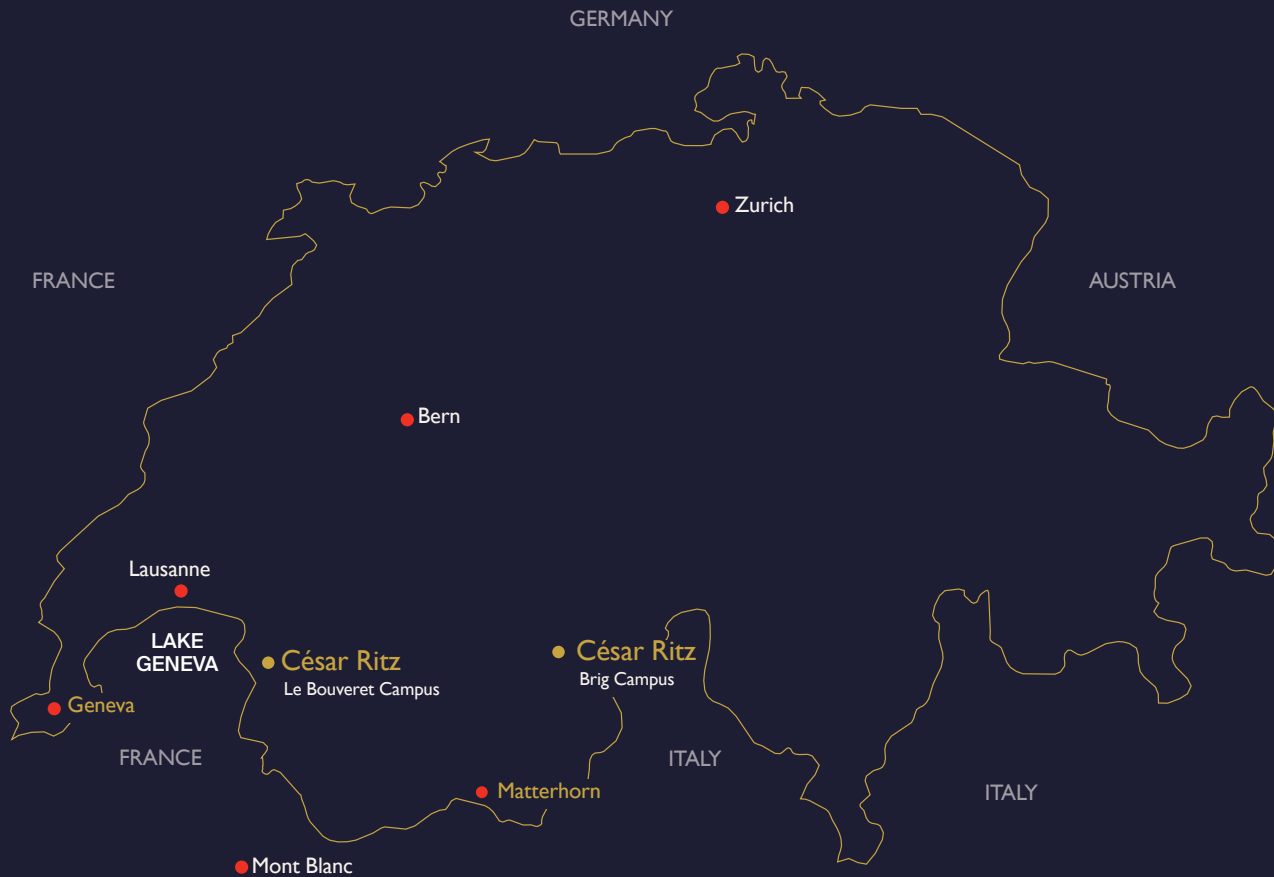 GERMANY
Zurich
FRANCE
AUSTRIA
Bern
Lausanne
LAKE
GENEVA
César Ritz
Le Bouveret Campus
César Ritz
Brig Campus
Geneva
FRANCE
ITALY
Matterhorn
ITALY
Mont Blanc